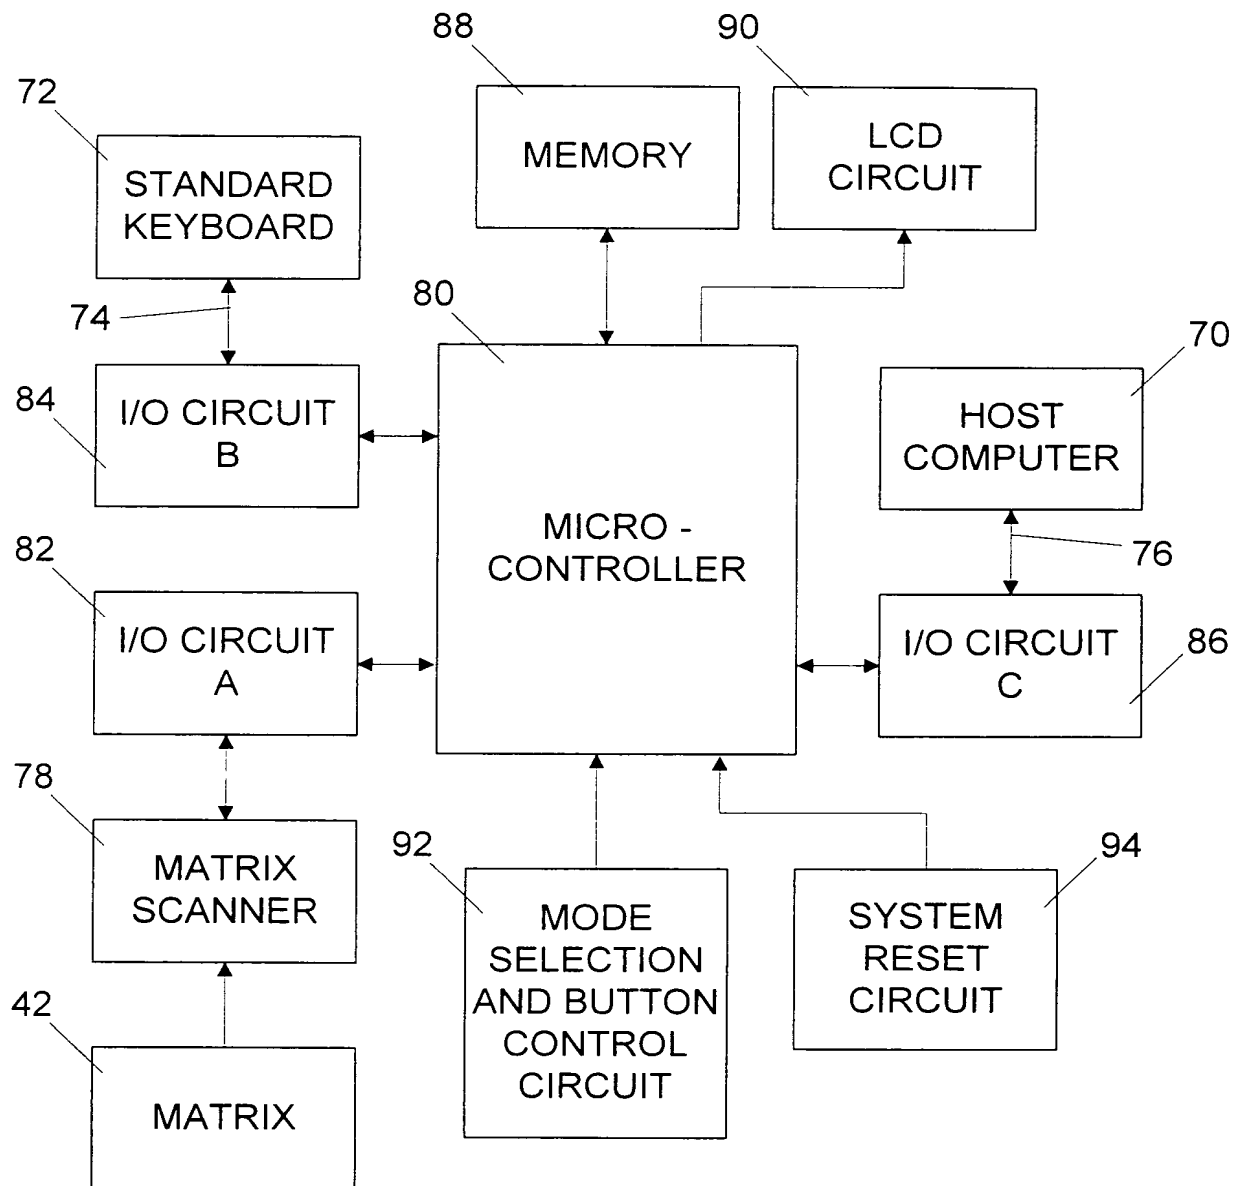 88
90
72
MEMORY
LCD
CIRCUIT
STANDARD
KEYBOARD
74
80
70
84
I/O CIRCUIT
B
HOST
COMPUTER
MICRO -
CONTROLLER
76
82
I/O CIRCUIT
A
I/O CIRCUIT
C
86
78
MATRIX
SCANNER
92
MODE
SELECTION
AND BUTTON
CONTROL
CIRCUIT
94
SYSTEM
RESET
CIRCUIT
42
MATRIX